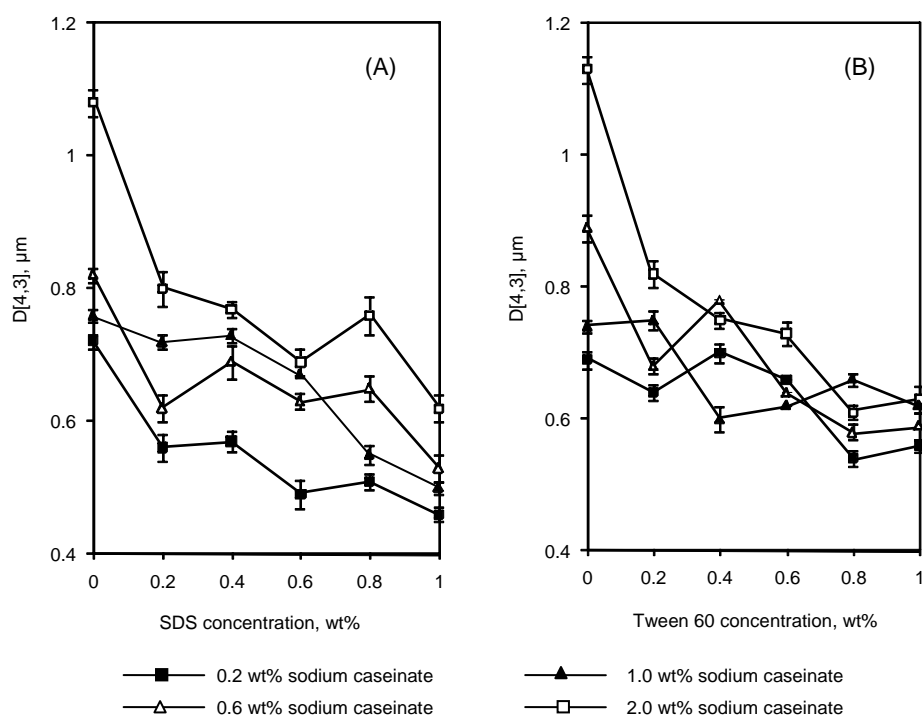 (A)
1.2
1
0.8
0.6
0.4
D[4,3], µm
0 0.2 0.4 0.6 0.8 1
SDS concentration, wt%
(B)
1.2
1
0.8
0.6
0.4
D[4,3], µm
0 0.2 0.4 0.6 0.8 1
Tween 60 concentration, wt%
0.2 wt% sodium caseinate
1.0 wt% sodium caseinate
0.6 wt% sodium caseinate
2.0 wt% sodium caseinate